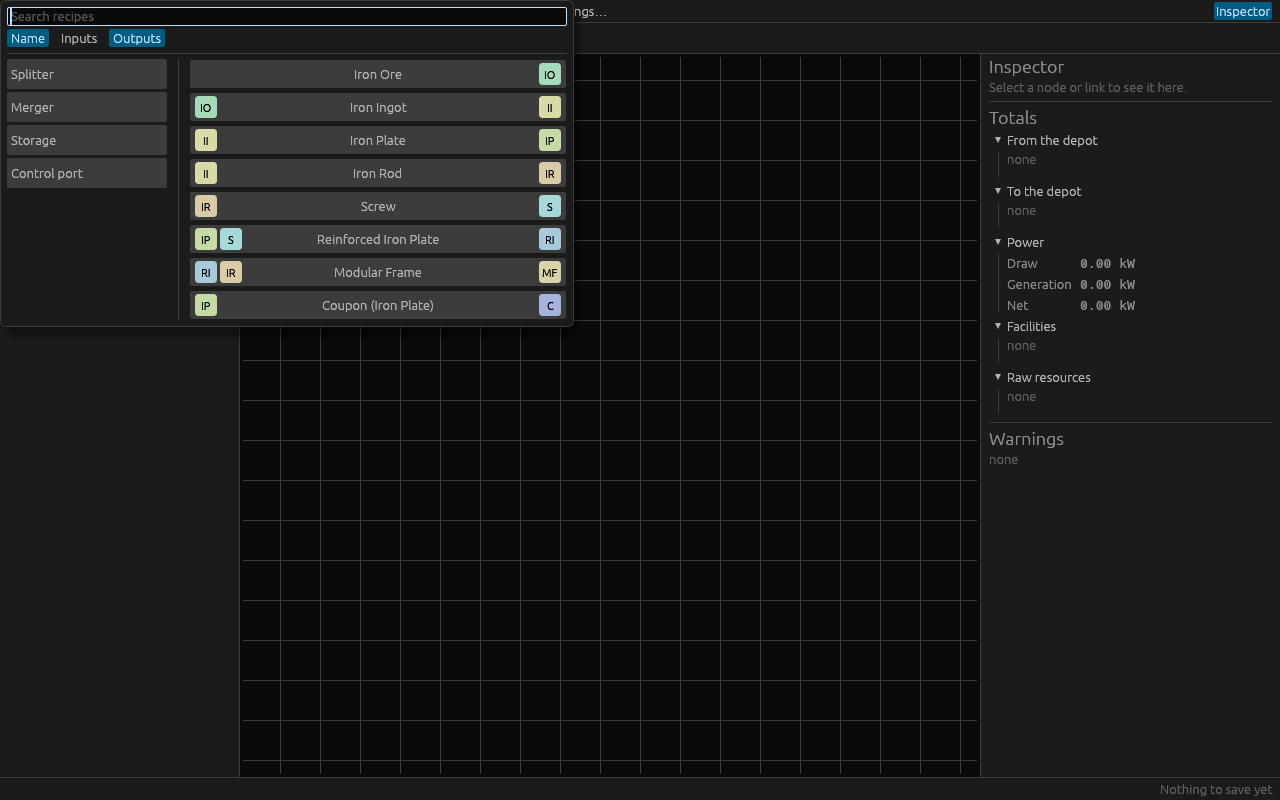 Search recipes
ngs…
Inspector
Name Inputs Outputs
Splitter
Merger
Storage
Control port
Iron Ore IO
IO Iron Ingot II
II Iron Plate IP
II Iron Rod IR
IR Screw S
IP S Reinforced Iron Plate RI
RI IR Modular Frame MF
IP Coupon (Iron Plate) C
Inspector
Select a node or link to see it here.
Totals
From the depot
none
To the depot
none
Power
Draw 0.00 kW
Generation 0.00 kW
Net 0.00 kW
Facilities
none
Raw resources
none
Warnings
none
Nothing to save yet